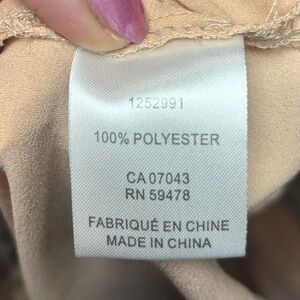 1252991
100% POLYESTER
CA 07043
RN 59478
FABRIQUÉ EN CHINE
MADE IN CHINA